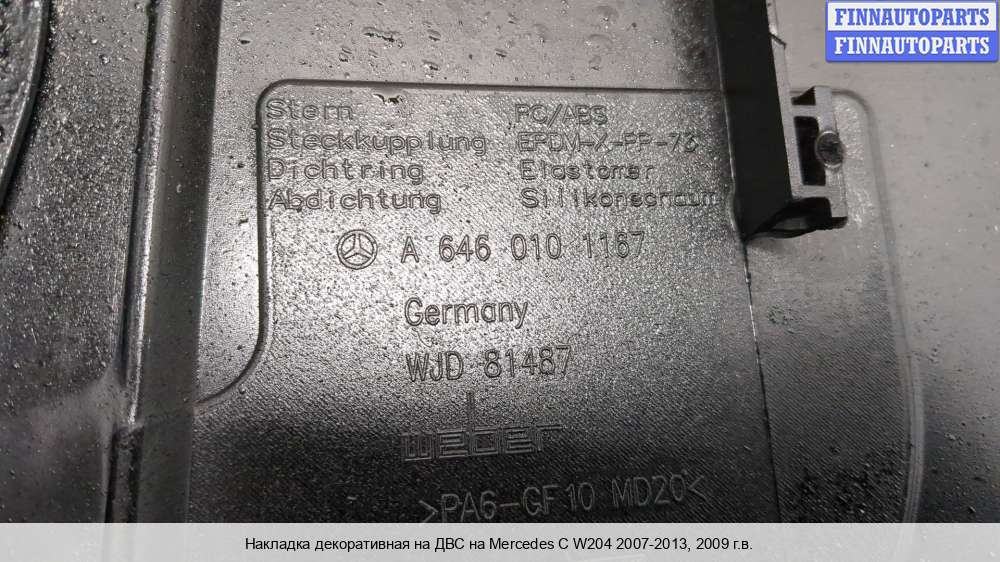 FINNAUTOPARTS
FINNAUTOPARTS
Stern PC/ABS
Steckkupplung EPDM-X-PP-73
Dichtring Elastomer
Abdichtung Silikonschaum
A 646 010 1167
Germany
WJD 81487
weber
>PA6-GF10 MD20<
Накладка декоративная на ДВС на Mercedes C W204 2007-2013, 2009 г.в.